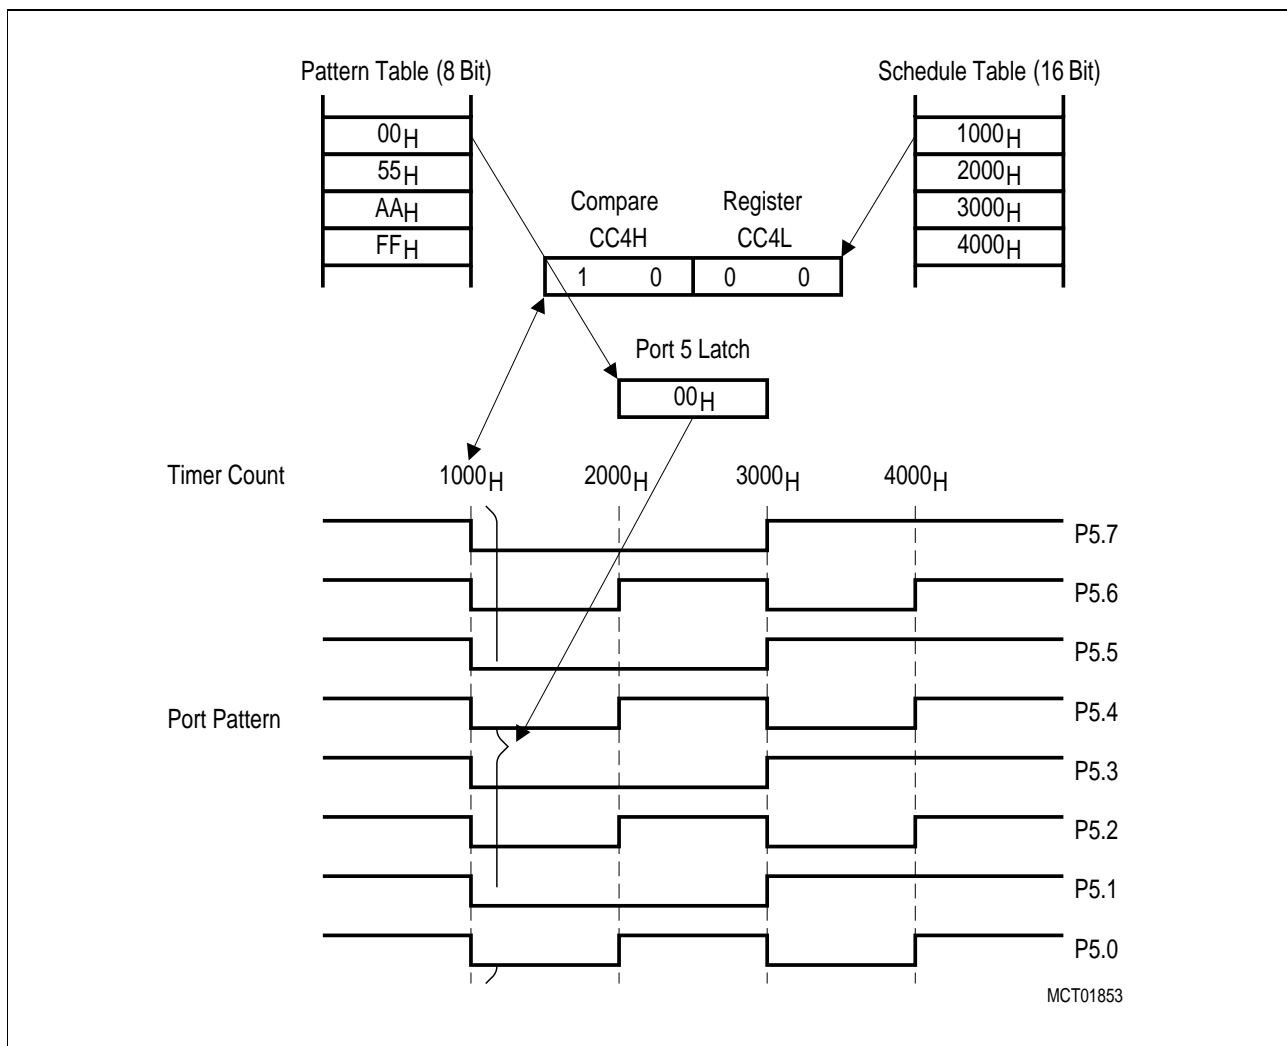 Pattern Table (8 Bit)
Schedule Table (16 Bit)
00H
55H
AAH
FFH
1000H
2000H
3000H
4000H
Compare Register
CC4H CC4L
1 0 0 0
Port 5 Latch
00H
Timer Count 1000H 2000H 3000H 4000H
P5.7
P5.6
P5.5
P5.4
Port Pattern
P5.3
P5.2
P5.1
P5.0
MCT01853